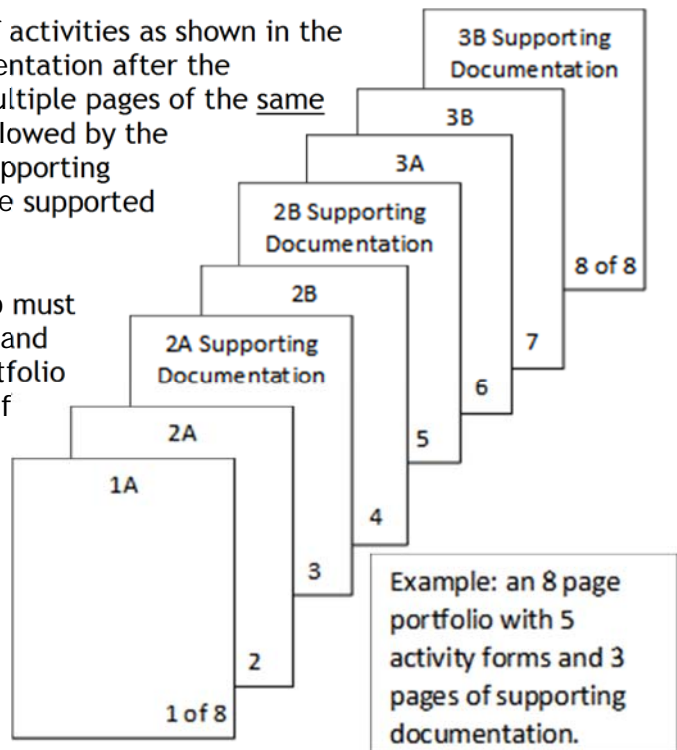 activities as shown in the
entation after the
ultiple pages of the same
llowed by the
pporting
e supported
must
and
tfolio
f
3B Supporting
Documentation
8 of 8
3B
7
3A
6
2B Supporting
Documentation
5
2B
4
2A Supporting
Documentation
3
2A
2
1A
1 of 8
Example: an 8 page
portfolio with 5
activity forms and 3
pages of supporting
documentation.